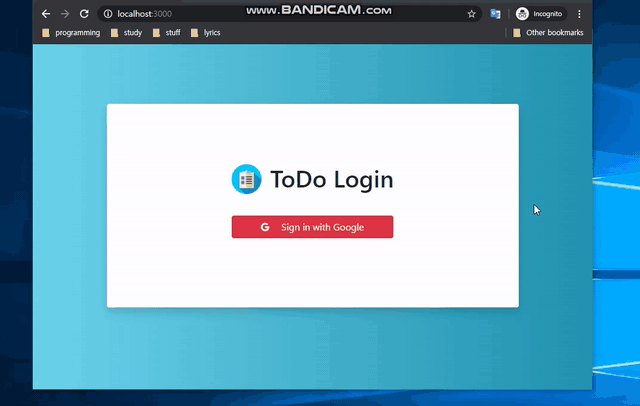 www.BANDICAM.com
localhost:3000
Incognito
programming
study
stuff
lyrics
Other bookmarks
ToDo Login
G Sign in with Google